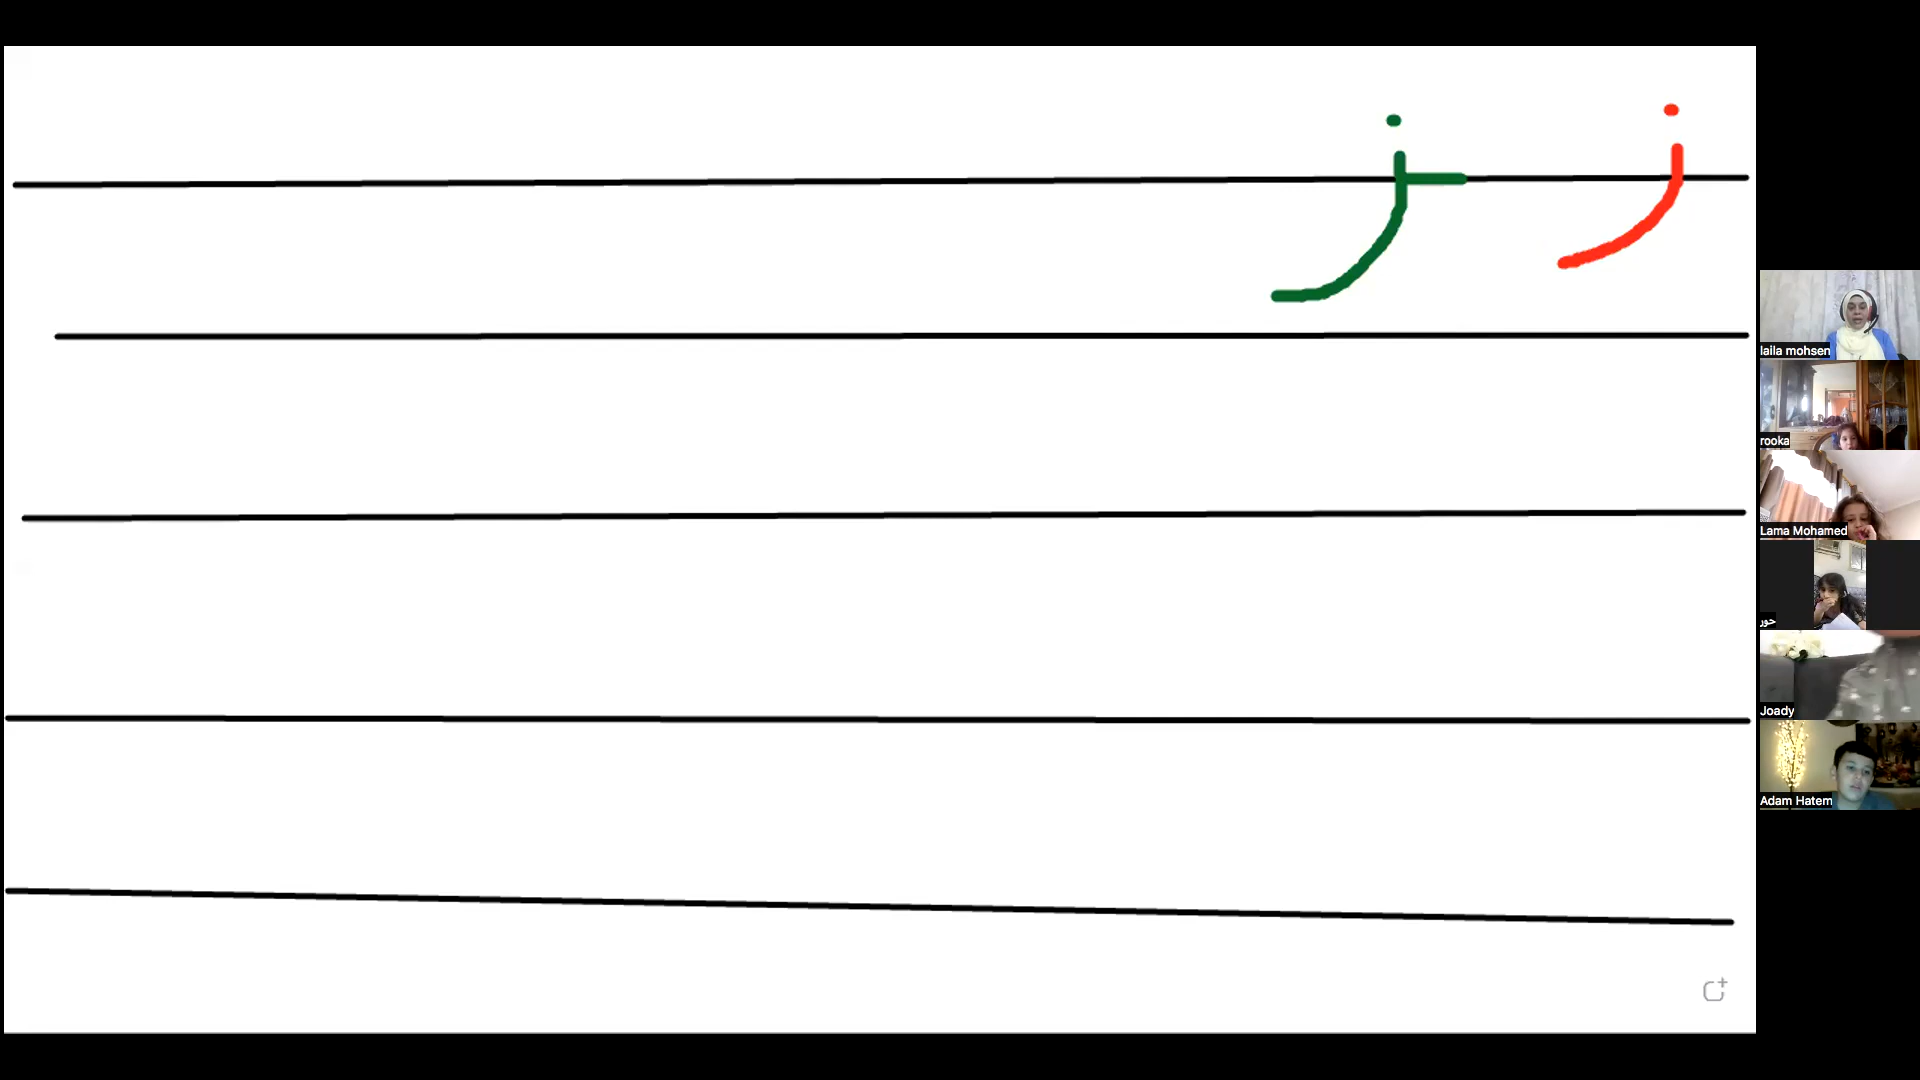 ز ـز
laila mohsen
rooka
Lama Mohamed
حور
Joady
Adam Hatem